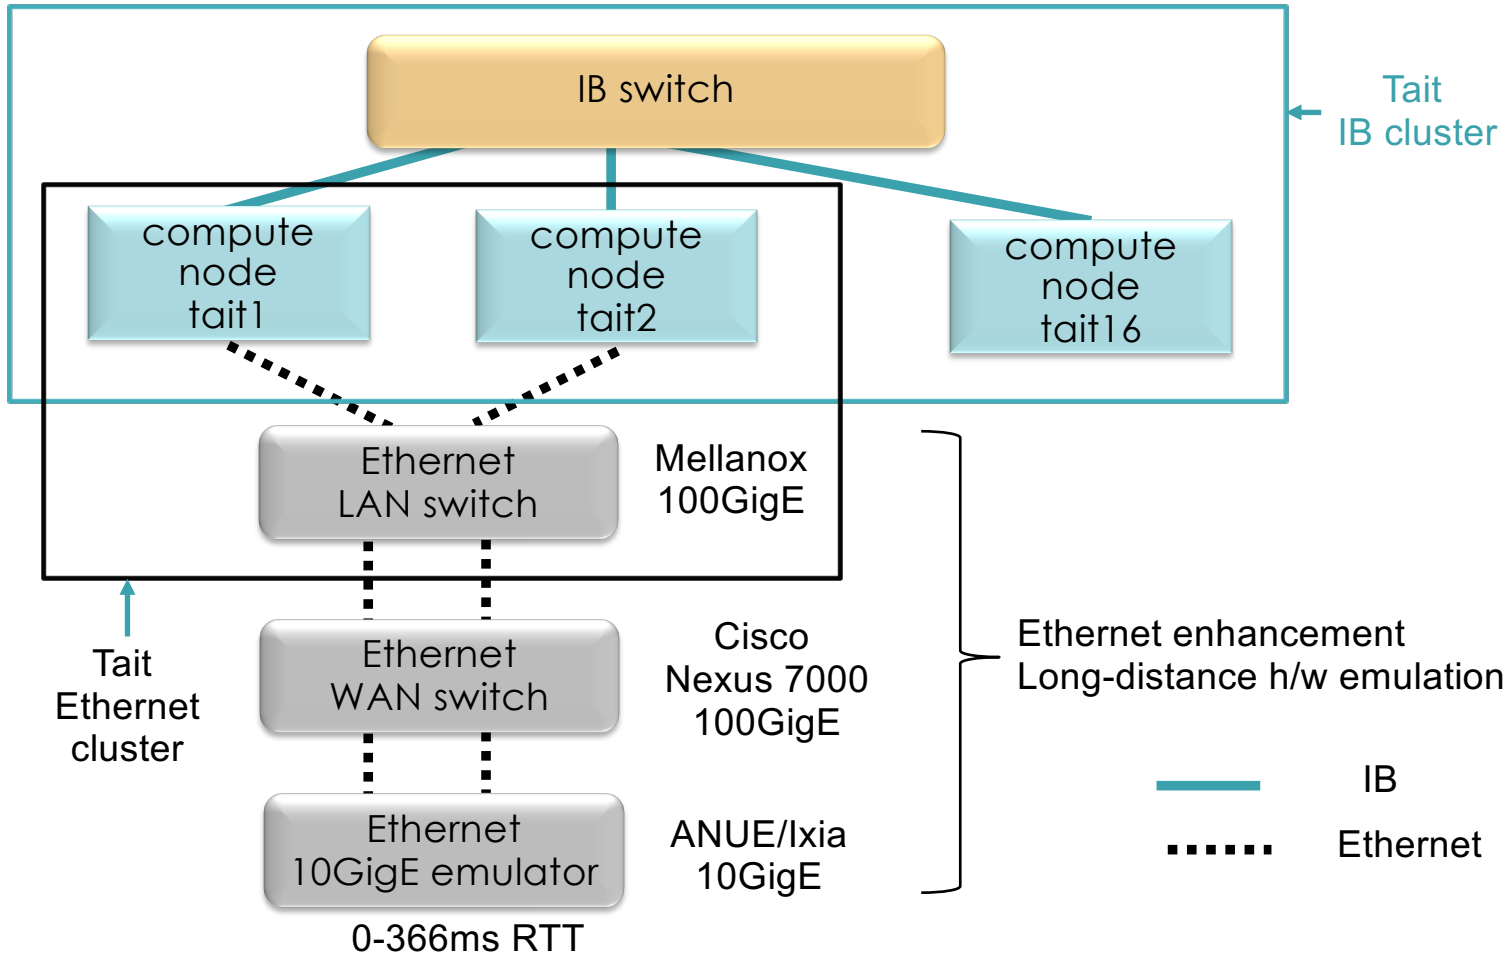 IB switch
Tait
IB cluster
compute
node
tait1
compute
node
tait2
compute
node
tait16
Ethernet
LAN switch
Mellanox
100GigE
Tait
Ethernet
cluster
Ethernet
WAN switch
Cisco
Nexus 7000
100GigE
Ethernet enhancement
Long-distance h/w emulation
Ethernet
10GigE emulator
ANUE/Ixia
10GigE
0-366ms RTT
IB
Ethernet